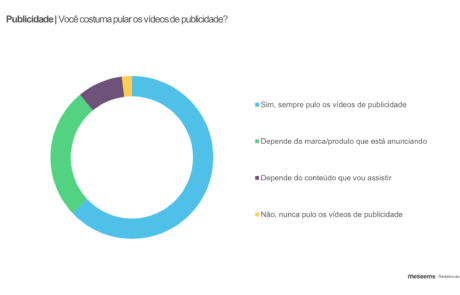 Publicidade | Você costuma pular os vídeos de publicidade?
Sim, sempre pulo os vídeos de publicidade
Depende da marca/produto que está anunciando
Depende do conteúdo que vou assistir
Não, nunca pulo os vídeos de publicidade
meSeems